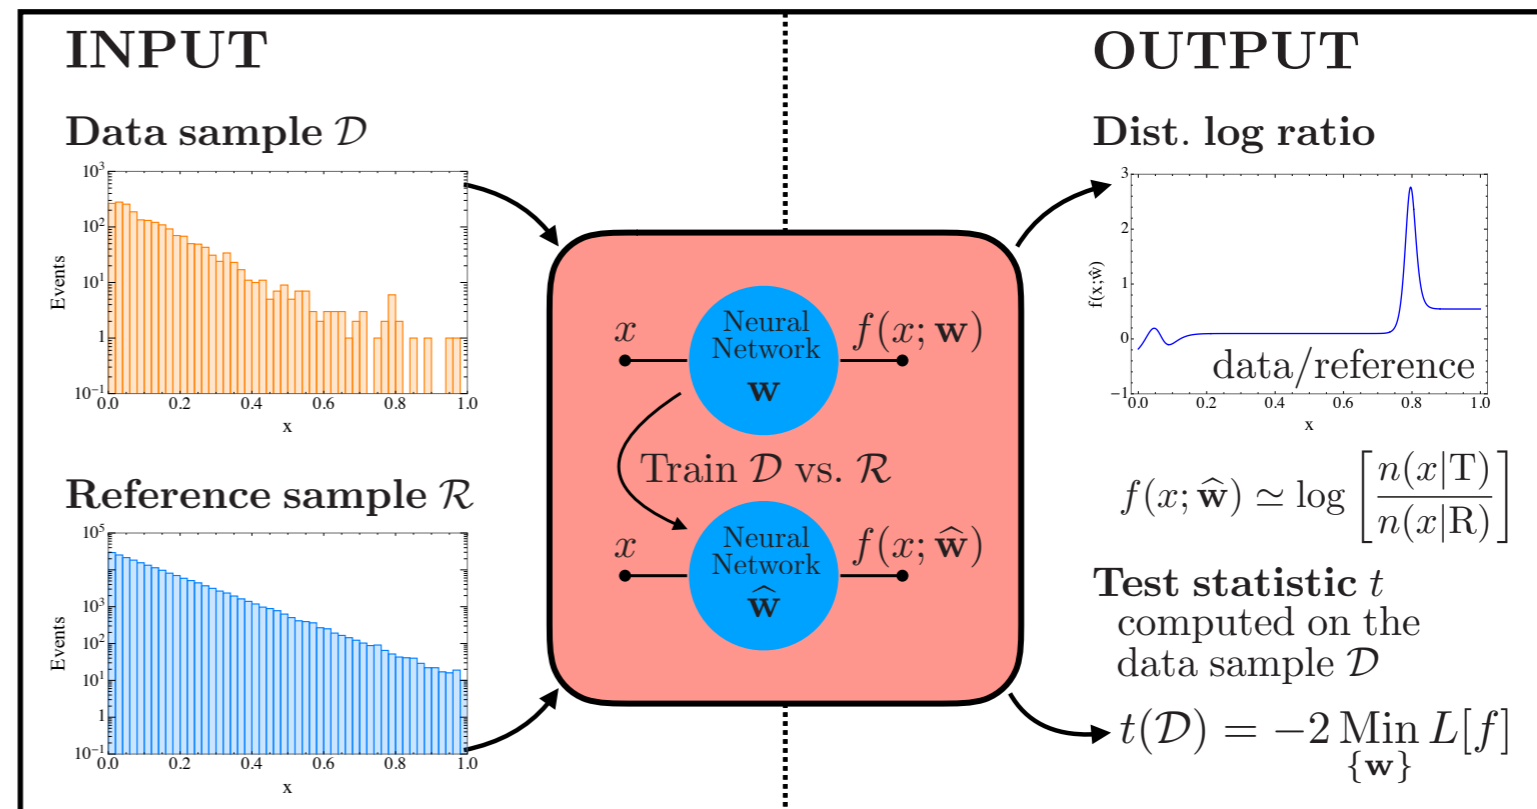 INPUT
Data sample 𝒟
10³
10²
10¹
1
10⁻¹
Events
0.0 0.2 0.4 0.6 0.8 1.0
x
Reference sample ℛ
10⁵
10³
10²
10¹
1
10⁻¹
Events
0.0 0.2 0.4 0.6 0.8 1.0
x
x
Neural
Network
w
f(x; w)
Train 𝒟 vs. ℛ
x
Neural
Network
ŵ
f(x; ŵ)
OUTPUT
Dist. log ratio
3
2
1
0
−1
f(x;ŵ)
data/reference
0.0 0.2 0.4 0.6 0.8 1.0
x
f(x; ŵ) ≃ log [n(x|T) / n(x|R)]
Test statistic t
computed on the
data sample 𝒟
t(𝒟) = −2 Min L[f]
{w}